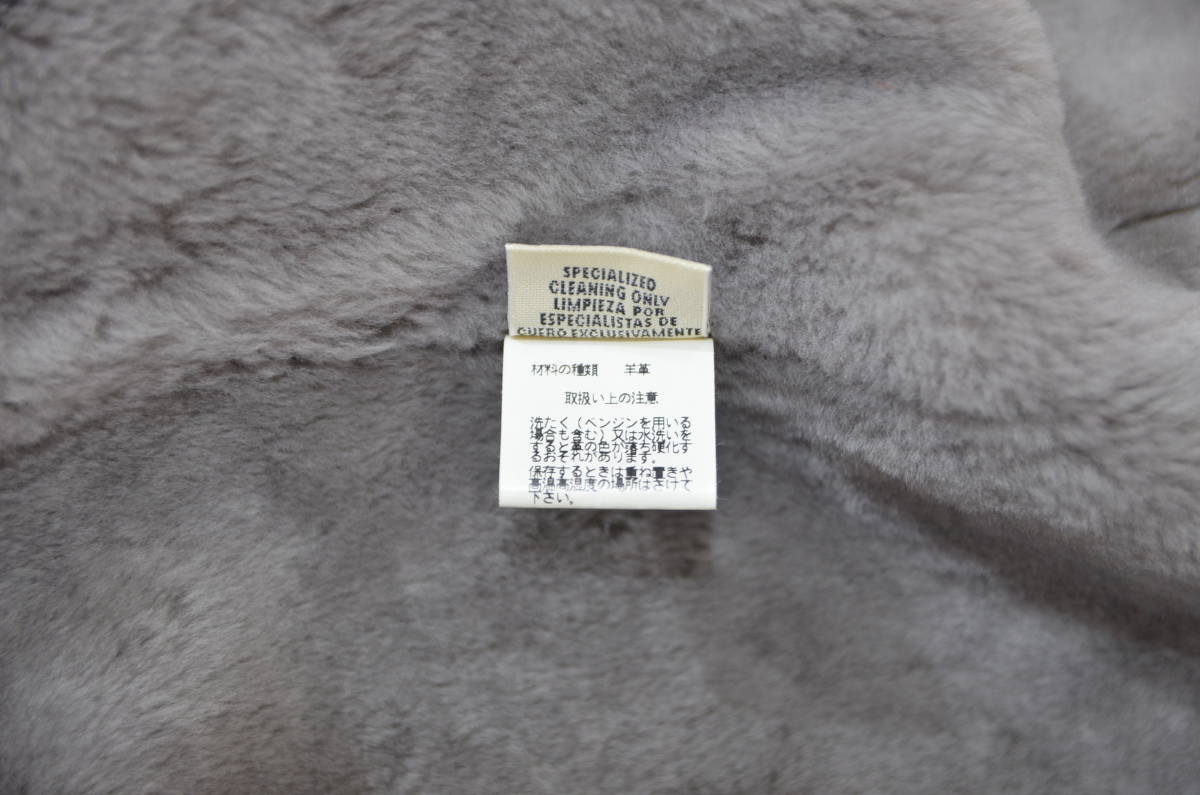 SPECIALIZED
CLEANING ONLY
LIMPIEZA POR
ESPECIALISTAS DE
CUERO EXCLUSIVAMENTE
材料の種類 羊革
取扱い上の注意
洗たく（ベンジンを用いる
場合も含む）又は水洗いを
すると革の色が落ち硬化す
るおそれがあります。
保存するときは重ね置きや
高温高湿度の場所はさけて
下さい。